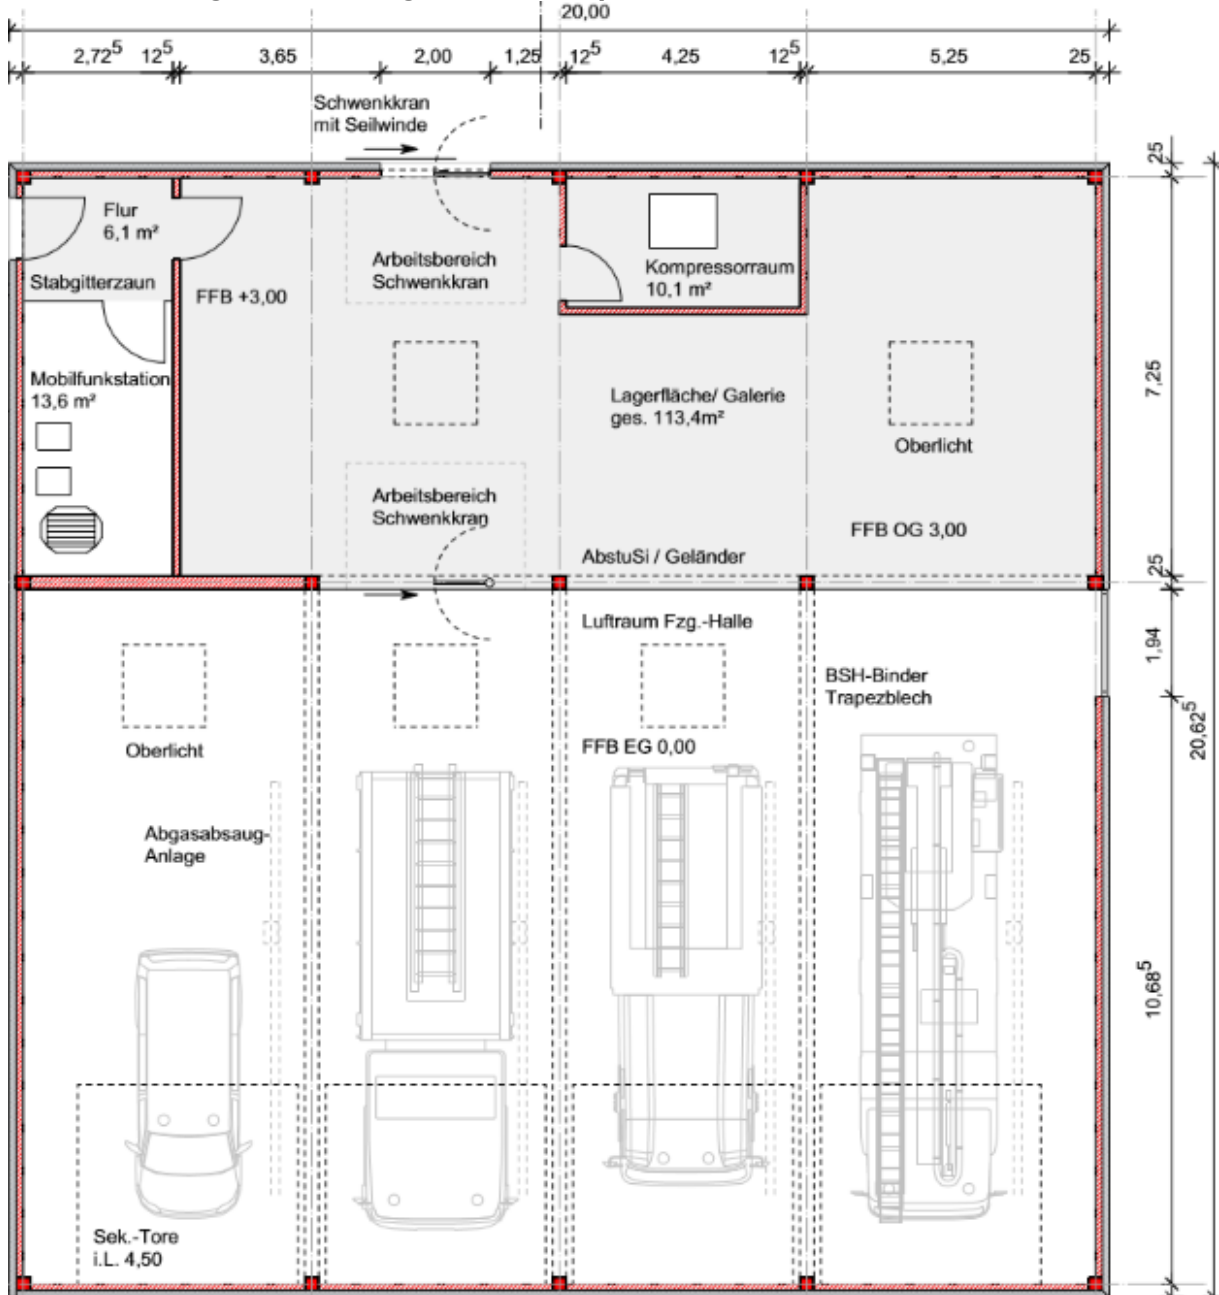 20,00
2,72⁵ 12⁵ 3,65 2,00 1,25 12⁵ 4,25 12⁵ 5,25 25
Schwenkkran
mit Seilwinde
25
Flur
6,1 m²
Stabgitterzaun
FFB +3,00
Arbeitsbereich
Schwenkkran
Kompressorraum
10,1 m²
Mobilfunkstation
13,6 m²
Lagerfläche/ Galerie
ges. 113,4m²
Oberlicht
7,25
Arbeitsbereich
Schwenkkran
FFB OG 3,00
AbstuSi / Geländer
25
Luftraum Fzg.-Halle
1,94
BSH-Binder
Trapezblech
20,62⁵
Oberlicht
FFB EG 0,00
Abgasabsaug-
Anlage
10,68⁵
Sek.-Tore
i.L. 4,50